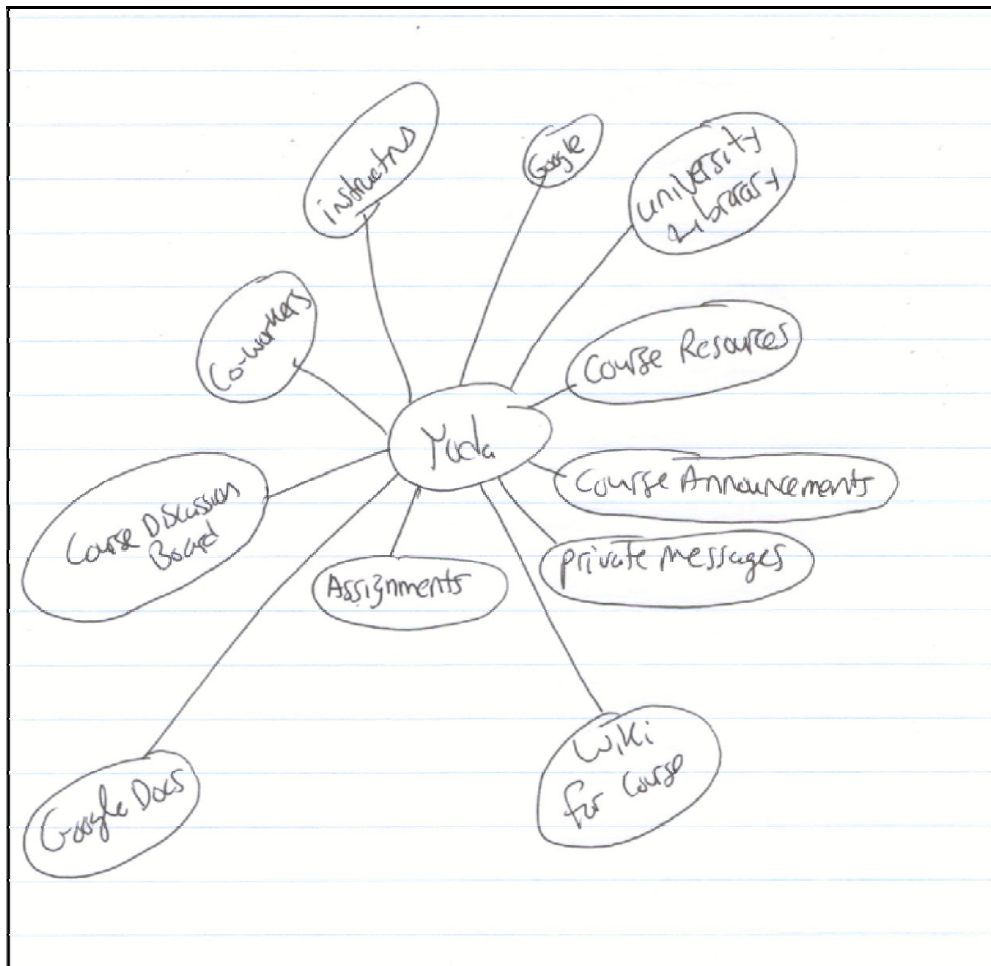 instructors
Google
university
Library
Co-workers
Course Resources
Yoda
Course Announcements
Course Discussion
Board
private messages
Assignments
Wiki
for Course
Google Docs